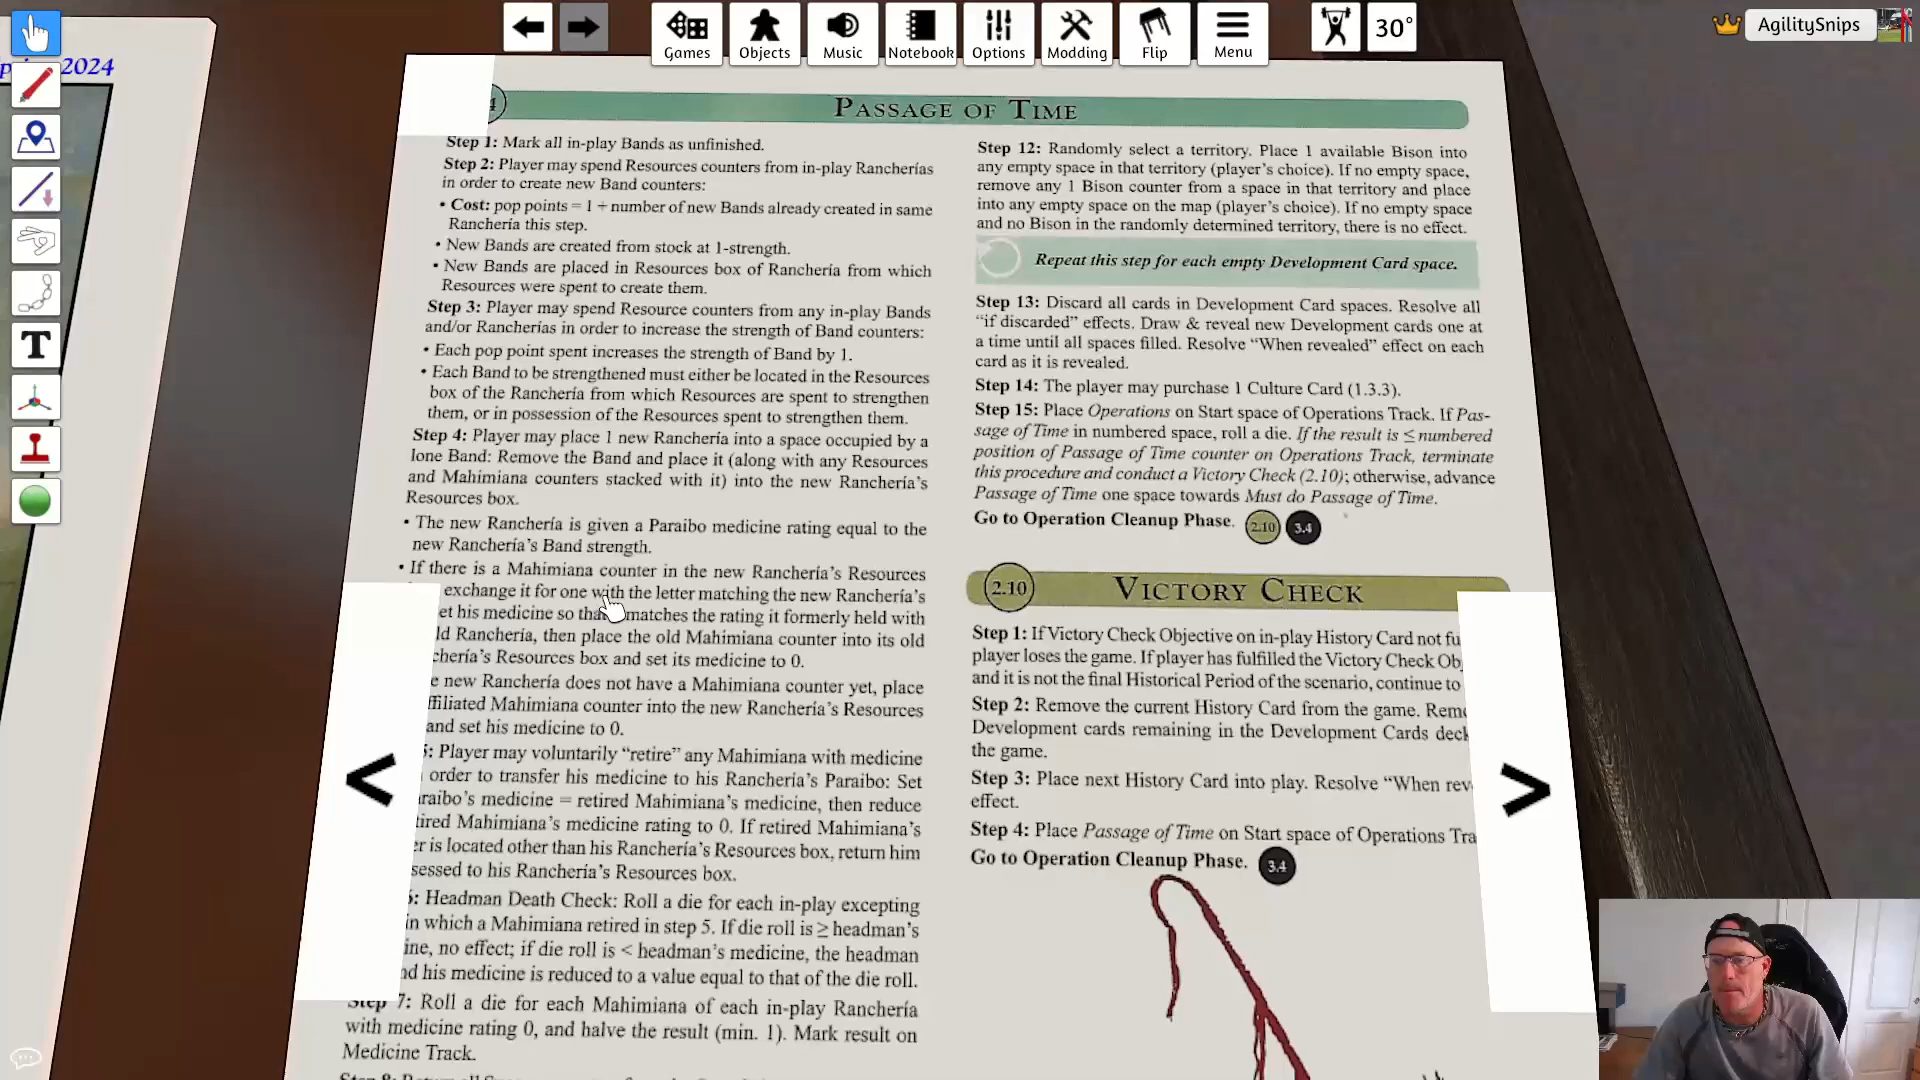 Spring 2024
Games
Objects
Music
Notebook
Options
Modding
Flip
Menu
30°
AgilitySnips
T
PASSAGE OF TIME
Step 1: Mark all in-play Bands as unfinished.
Step 2: Player may spend Resources counters from in-play Rancherías
in order to create new Band counters:
• Cost: pop points = 1 + number of new Bands already created in same
Ranchería this step.
• New Bands are created from stock at 1-strength.
• New Bands are placed in Resources box of Ranchería from which
Resources were spent to create them.
Step 3: Player may spend Resource counters from any in-play Bands
and/or Rancherías in order to increase the strength of Band counters:
• Each pop point spent increases the strength of Band by 1.
• Each Band to be strengthened must either be located in the Resources
box of the Ranchería from which Resources are spent to strengthen
them, or in possession of the Resources spent to strengthen them.
Step 4: Player may place 1 new Ranchería into a space occupied by a
lone Band: Remove the Band and place it (along with any Resources
and Mahimiana counters stacked with it) into the new Ranchería's
Resources box.
• The new Ranchería is given a Paraibo medicine rating equal to the
new Ranchería's Band strength.
• If there is a Mahimiana counter in the new Ranchería's Resources
exchange it for one with the letter matching the new Ranchería's
et his medicine so that matches the rating it formerly held with
ld Ranchería, then place the old Mahimiana counter into its old
chería's Resources box and set its medicine to 0.
e new Ranchería does not have a Mahimiana counter yet, place
ffiliated Mahimiana counter into the new Ranchería's Resources
and set his medicine to 0.
5: Player may voluntarily "retire" any Mahimiana with medicine
order to transfer his medicine to his Ranchería's Paraibo: Set
araibo's medicine = retired Mahimiana's medicine, then reduce
tired Mahimiana's medicine rating to 0. If retired Mahimiana's
er is located other than his Ranchería's Resources box, return him
sessed to his Ranchería's Resources box.
6: Headman Death Check: Roll a die for each in-play excepting
in which a Mahimiana retired in step 5. If die roll is ≥ headman's
ine, no effect; if die roll is < headman's medicine, the headman
nd his medicine is reduced to a value equal to that of the die roll.
Step 7: Roll a die for each Mahimiana of each in-play Ranchería
with medicine rating 0, and halve the result (min. 1). Mark result on
Medicine Track.
Step 12: Randomly select a territory. Place 1 available Bison into
any empty space in that territory (player's choice). If no empty space,
remove any 1 Bison counter from a space in that territory and place
into any empty space on the map (player's choice). If no empty space
and no Bison in the randomly determined territory, there is no effect.
Repeat this step for each empty Development Card space.
Step 13: Discard all cards in Development Card spaces. Resolve all
"if discarded" effects. Draw & reveal new Development cards one at
a time until all spaces filled. Resolve "When revealed" effect on each
card as it is revealed.
Step 14: The player may purchase 1 Culture Card (1.3.3).
Step 15: Place Operations on Start space of Operations Track. If Pas-
sage of Time in numbered space, roll a die. If the result is ≤ numbered
position of Passage of Time counter on Operations Track, terminate
this procedure and conduct a Victory Check (2.10); otherwise, advance
Passage of Time one space towards Must do Passage of Time.
Go to Operation Cleanup Phase. 2.10 3.4
2.10 VICTORY CHECK
Step 1: If Victory Check Objective on in-play History Card not fu
player loses the game. If player has fulfilled the Victory Check Ob
and it is not the final Historical Period of the scenario, continue to
Step 2: Remove the current History Card from the game. Remo
Development cards remaining in the Development Cards deck
the game.
Step 3: Place next History Card into play. Resolve "When rev
effect.
Step 4: Place Passage of Time on Start space of Operations Tra
Go to Operation Cleanup Phase. 3.4
< >